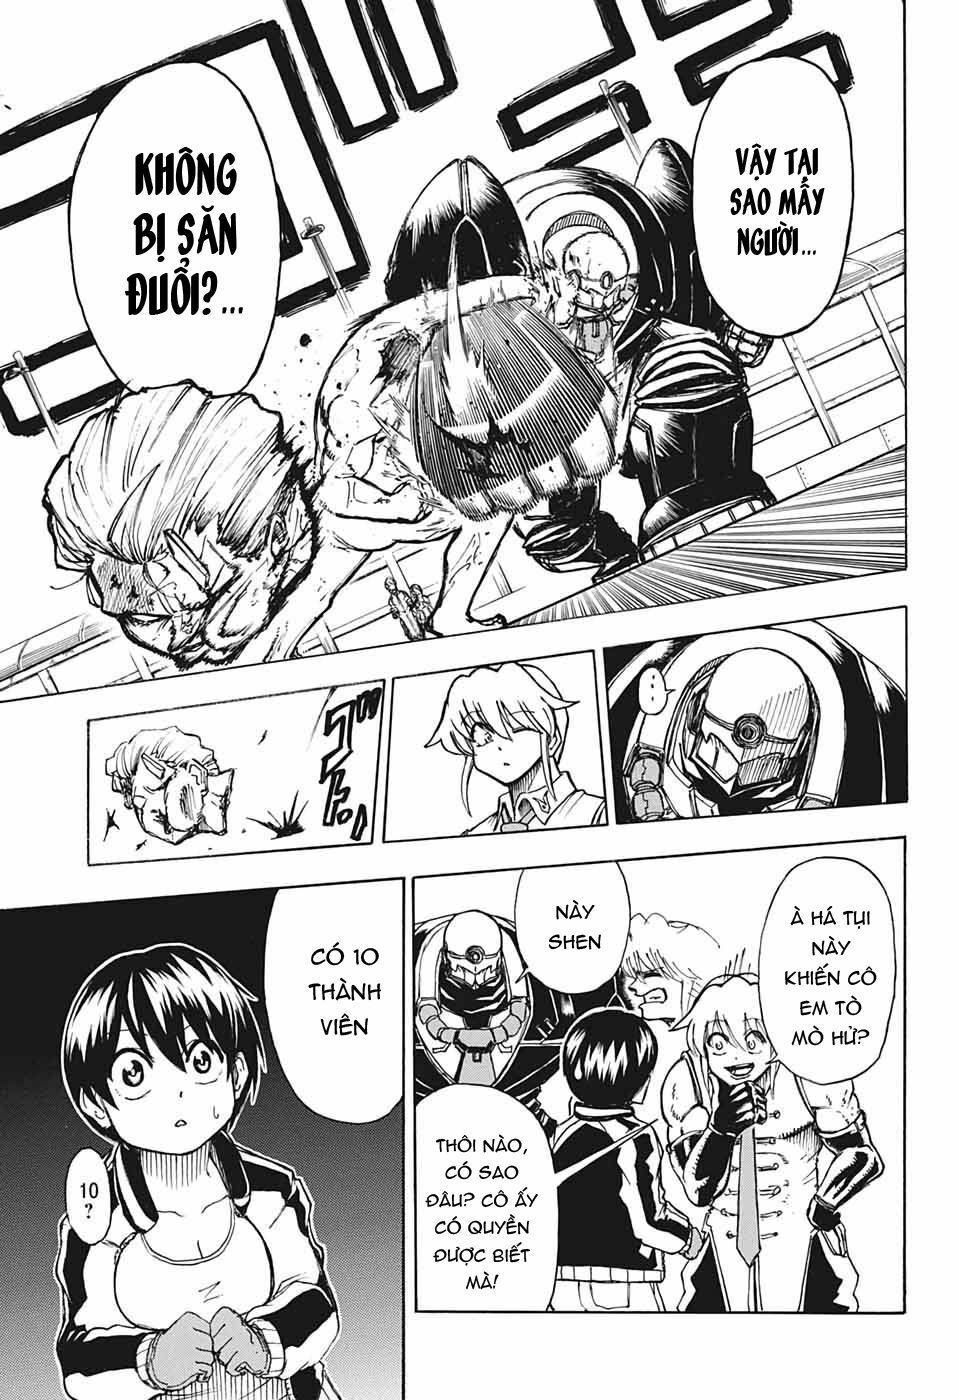 VẬY TẠI
SAO MẤY
NGƯỜI...
KHÔNG
BỊ SĂN
ĐUỔI?...
...
À HÁ TỤI
NÀY
KHIẾN CÔ
EM TÒ
MÒ HỬ?
NÀY
SHEN
THÔI NÀO,
CÓ SAO
ĐÂU? CÔ ẤY
CÓ QUYỀN
ĐƯỢC BIẾT
MÀ!
CÓ 10
THÀNH
VIÊN
10
?